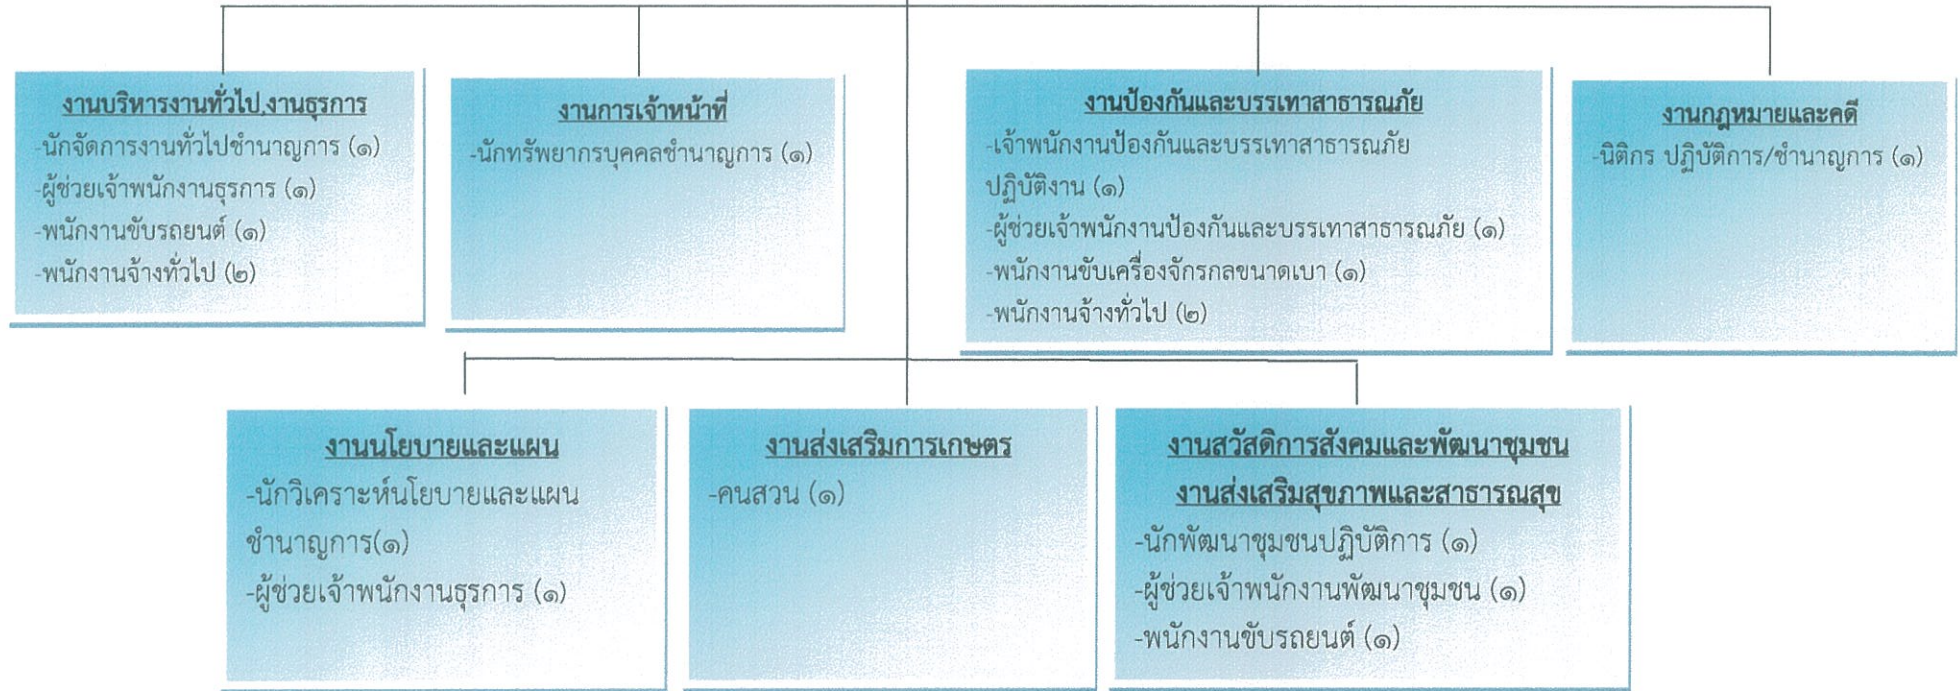 งานบริหารงานทั่วไป,งานธุรการ
-นักจัดการงานทั่วไปชำนาญการ (๑)
-ผู้ช่วยเจ้าพนักงานธุรการ (๑)
-พนักงานขับรถยนต์ (๑)
-พนักงานจ้างทั่วไป (๒)
งานการเจ้าหน้าที่
-นักทรัพยากรบุคคลชำนาญการ (๑)
งานป้องกันและบรรเทาสาธารณภัย
-เจ้าพนักงานป้องกันและบรรเทาสาธารณภัย
ปฏิบัติงาน (๑)
-ผู้ช่วยเจ้าพนักงานป้องกันและบรรเทาสาธารณภัย (๑)
-พนักงานขับเครื่องจักรกลขนาดเบา (๑)
-พนักงานจ้างทั่วไป (๒)
งานกฎหมายและคดี
-นิติกร ปฏิบัติการ/ชำนาญการ (๑)
งานนโยบายและแผน
-นักวิเคราะห์นโยบายและแผน
ชำนาญการ(๑)
-ผู้ช่วยเจ้าพนักงานธุรการ (๑)
งานส่งเสริมการเกษตร
-คนสวน (๑)
งานสวัสดิการสังคมและพัฒนาชุมชน
งานส่งเสริมสุขภาพและสาธารณสุข
-นักพัฒนาชุมชนปฏิบัติการ (๑)
-ผู้ช่วยเจ้าพนักงานพัฒนาชุมชน (๑)
-พนักงานขับรถยนต์ (๑)